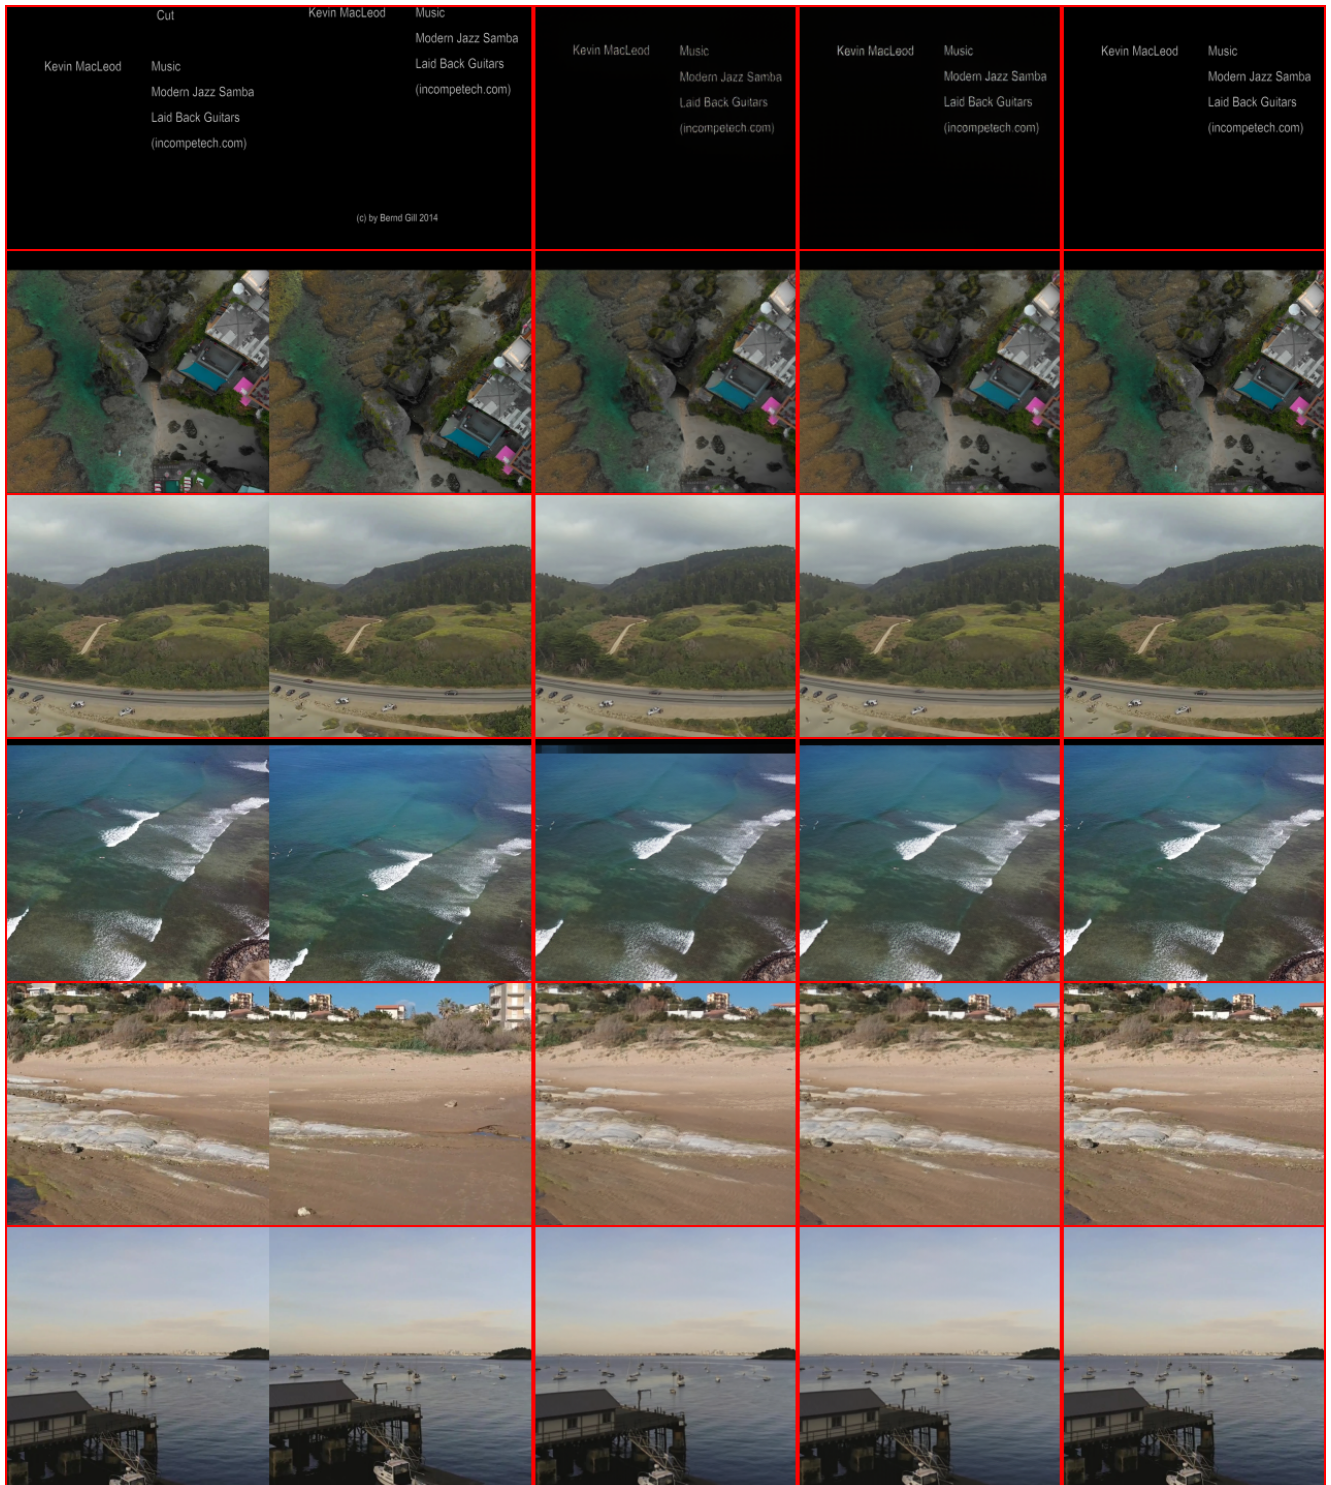 Cut
Kevin MacLeod Music
Modern Jazz Samba
Laid Back Guitars
(incompetech.com)
Kevin MacLeod Music
Modern Jazz Samba
Laid Back Guitars
(incompetech.com)
(c) by Bernd Gill 2014
Kevin MacLeod Music
Modern Jazz Samba
Laid Back Guitars
(incompetech.com)
Kevin MacLeod Music
Modern Jazz Samba
Laid Back Guitars
(incompetech.com)
Kevin MacLeod Music
Modern Jazz Samba
Laid Back Guitars
(incompetech.com)